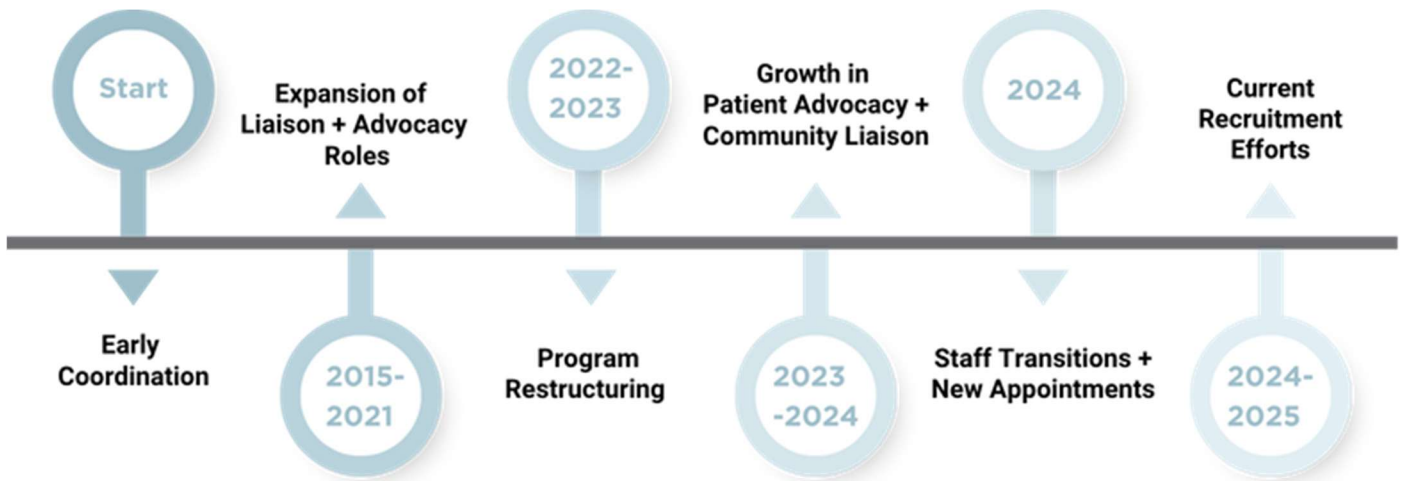 Start
Early
Coordination
Expansion of
Liaison + Advocacy
Roles
2015-
2021
2022-
2023
Program
Restructuring
Growth in
Patient Advocacy +
Community Liaison
2023
-2024
2024
Staff Transitions +
New Appointments
Current
Recruitment
Efforts
2024-
2025